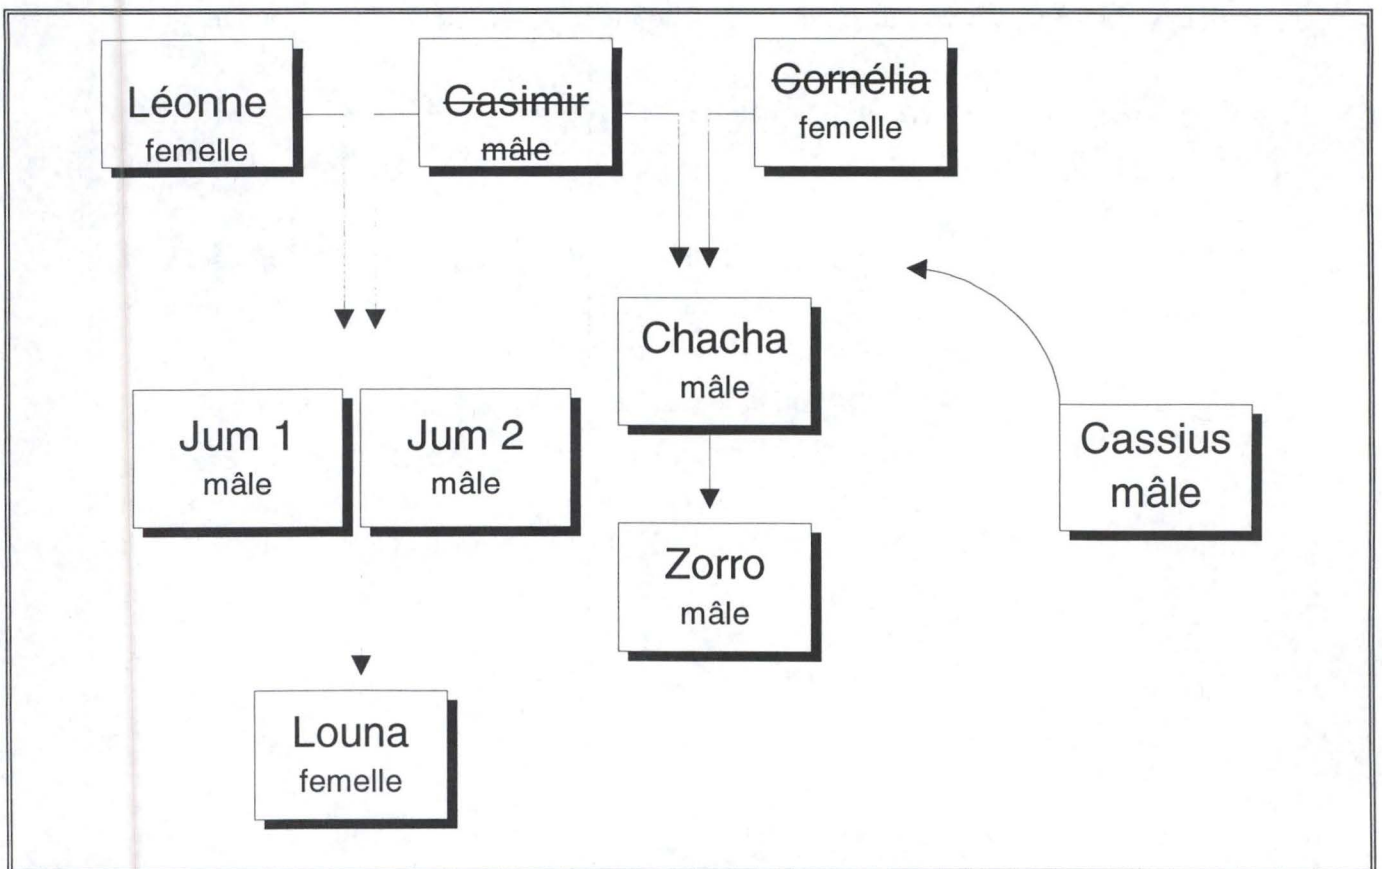 Léonne
femelle
Casimir
mâle
Cornélia
femelle
Chacha
mâle
Jum 1
mâle
Jum 2
mâle
Cassius
mâle
Zorro
mâle
Louna
femelle